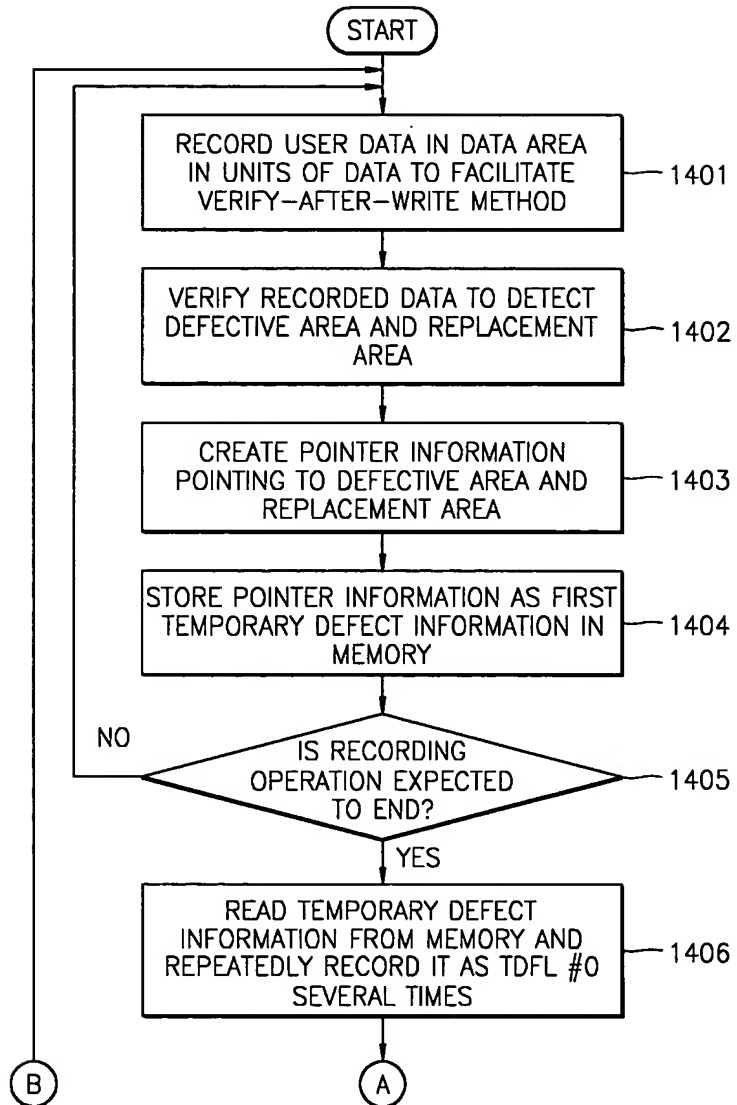 START
RECORD USER DATA IN DATA AREA
IN UNITS OF DATA TO FACILITATE
VERIFY-AFTER-WRITE METHOD
1401
VERIFY RECORDED DATA TO DETECT
DEFECTIVE AREA AND REPLACEMENT
AREA
1402
CREATE POINTER INFORMATION
POINTING TO DEFECTIVE AREA AND
REPLACEMENT AREA
1403
STORE POINTER INFORMATION AS FIRST
TEMPORARY DEFECT INFORMATION IN
MEMORY
1404
NO
IS RECORDING
OPERATION EXPECTED
TO END?
1405
YES
READ TEMPORARY DEFECT
INFORMATION FROM MEMORY AND
REPEATEDLY RECORD IT AS TDFL #0
SEVERAL TIMES
1406
B
A